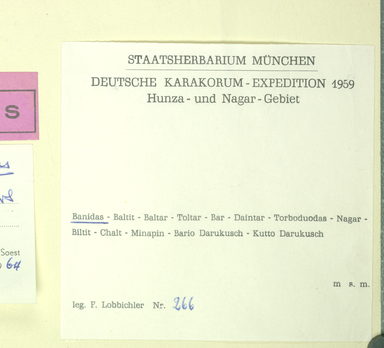 STAATSHERBARIUM MÜNCHEN
DEUTSCHE KARAKORUM - EXPEDITION 1959
Hunza - und Nagar - Gebiet
S
Banidas - Baltit - Baltar - Toltar - Bar - Daintar - Torboduodas - Nagar -
Biltit - Chalt - Minapin - Bario Darukusch - Kutto Darukusch
Soest
64
m s. m.
leg. F. Lobbichler Nr. 266